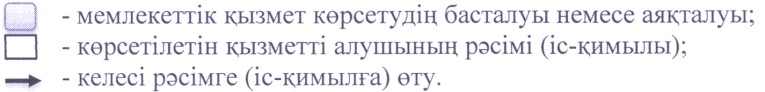 - мемлекеттік қызмет көрсетудің басталуы немесе аяқталуы;
- көрсетілетін қызметті алушының рәсімі (іс-қимылы);
- келесі рәсімге (іс-қимылға) өту.